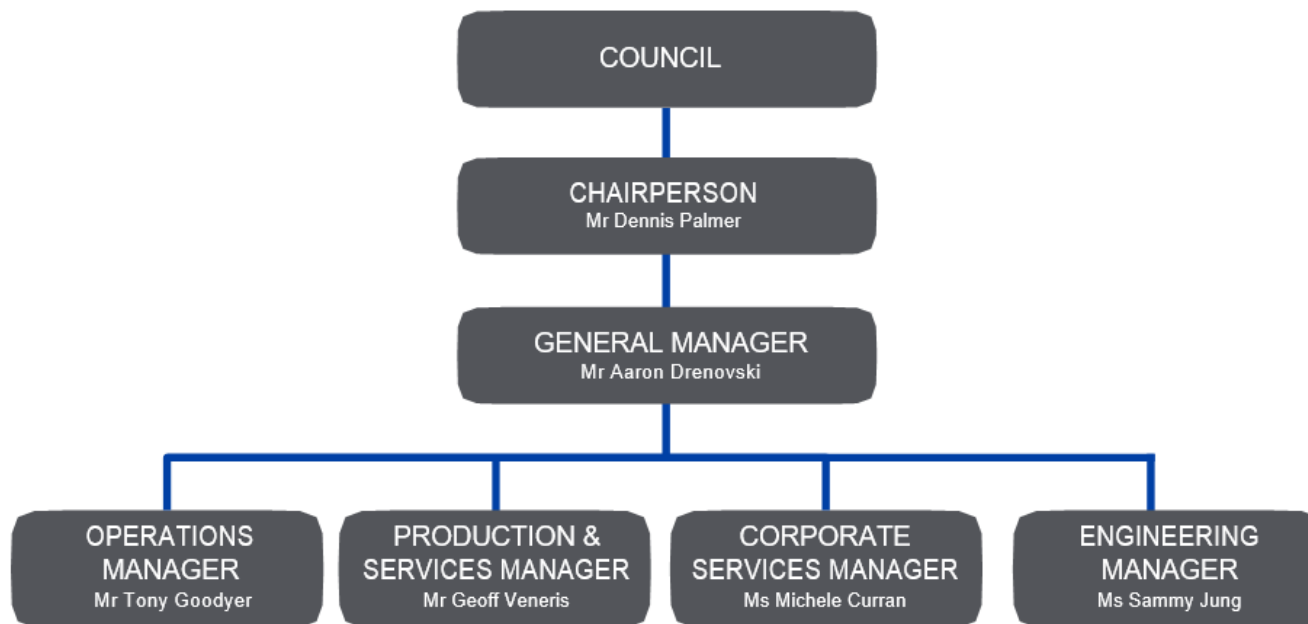 COUNCIL
CHAIRPERSON
Mr Dennis Palmer
GENERAL MANAGER
Mr Aaron Drenovski
OPERATIONS
MANAGER
Mr Tony Goodyer
PRODUCTION &
SERVICES MANAGER
Mr Geoff Veneris
CORPORATE
SERVICES MANAGER
Ms Michele Curran
ENGINEERING
MANAGER
Ms Sammy Jung